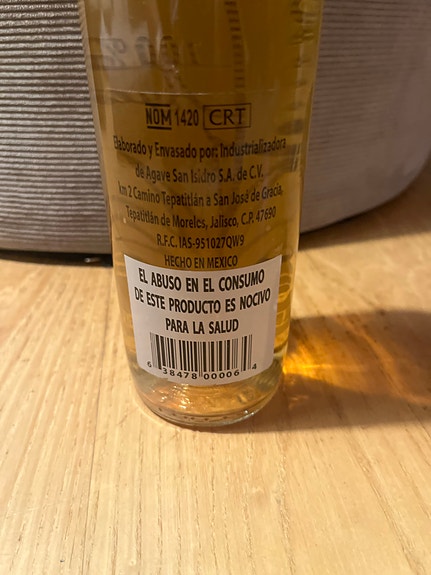 100%
NOM 1420 CRT
Elaborado y Envasado por: Industrializadora
de Agave San Isidro S.A. de C.V.
km 2 Camino Tepatitlán a San José de Gracia,
Tepatitlán de Morelos, Jalisco, C.P. 47690
R.F.C. IAS-951027QW9
HECHO EN MEXICO
EL ABUSO EN EL CONSUMO
DE ESTE PRODUCTO ES NOCIVO
PARA LA SALUD
6 38478 00006 4